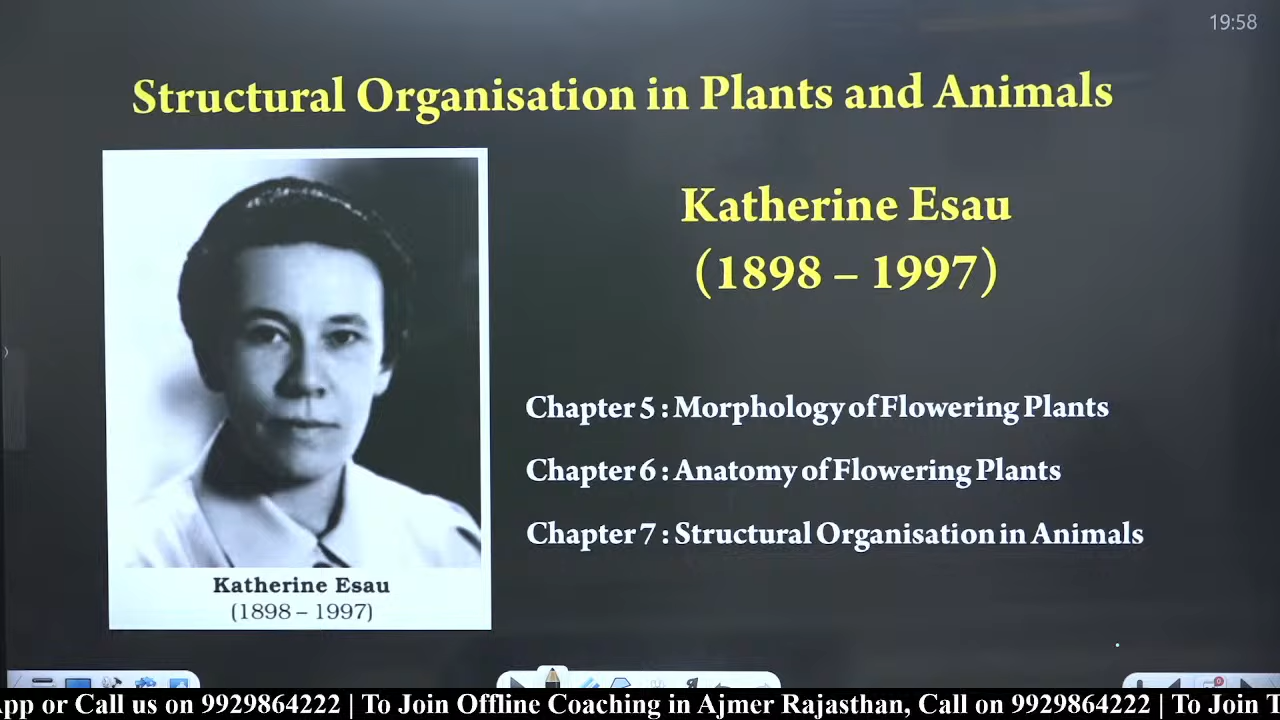 19:58
Structural Organisation in Plants and Animals
Katherine Esau
(1898 – 1997)
Chapter 5 : Morphology of Flowering Plants
Chapter 6 : Anatomy of Flowering Plants
Chapter 7 : Structural Organisation in Animals
Katherine Esau
(1898 – 1997)
App or Call us on 9929864222 | To Join Offline Coaching in Ajmer Rajasthan, Call on 9929864222 | To Join